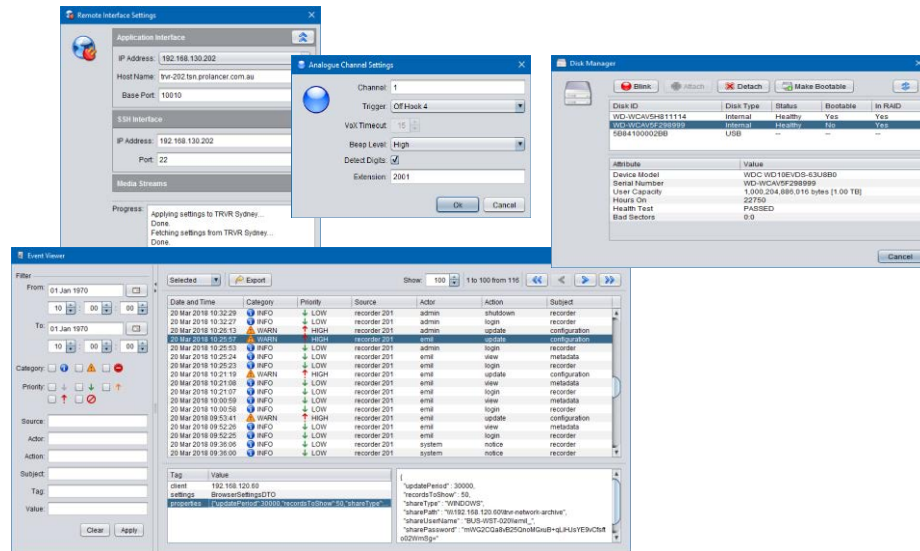 Remote Interface Settings
Application Interface
IP Address: 192.168.130.202
Host Name: trvr-202.tsn.prolancer.com.au
Base Port: 10010
SSH Interface
IP Address: 192.168.130.202
Port: 22
Media Streams
Progress:
Applying settings to TRVR Sydney...
Done.
Fetching settings from TRVR Sydney...
Done.
Analogue Channel Settings
Channel: 1
Trigger: Off Hook 4
VoX Timeout: 15
Beep Level: High
Detect Digits:
Extension: 2001
Ok Cancel
Disk Manager
Blink Attach Detach Make Bootable
Disk ID Disk Type Status Bootable In RAID
WD-WCAV5H811114 Internal Healthy Yes Yes
WD-WCAV5F298999 Internal Healthy No Yes
5B8410002BB USB -- -- --
Attribute Value
Device Model WDC WD10EVDS-63U8B0
Serial Number WD-WCAV5F298999
User Capacity 1,000,204,886,016 bytes [1.00 TB]
Hours On 22750
Health Test PASSED
Bad Sectors 0:0
Cancel
Event Viewer
Filter
From: 01 Jan 1970
10 : 00 : 00
To: 01 Jan 1970
10 : 00 : 00
Category:
Priority:
Source:
Actor:
Action:
Subject:
Tag:
Value:
Clear Apply
Selected Export Show: 100 1 to 100 from 116
Date and Time Category Priority Source Actor Action Subject
20 Mar 2018 10:32:29 INFO LOW recorder 201 admin shutdown recorder
20 Mar 2018 10:32:27 INFO LOW recorder 201 admin login recorder
20 Mar 2018 10:26:13 WARN HIGH recorder 201 admin update configuration
20 Mar 2018 10:25:57 WARN HIGH recorder 201 emil update configuration
20 Mar 2018 10:25:53 INFO LOW recorder 201 admin login recorder
20 Mar 2018 10:25:24 INFO LOW recorder 201 emil view metadata
20 Mar 2018 10:25:23 INFO LOW recorder 201 emil login recorder
20 Mar 2018 10:21:19 WARN HIGH recorder 201 emil update configuration
20 Mar 2018 10:21:08 INFO LOW recorder 201 emil view metadata
20 Mar 2018 10:21:07 INFO LOW recorder 201 emil login recorder
20 Mar 2018 10:00:59 INFO LOW recorder 201 emil view metadata
20 Mar 2018 10:00:58 INFO LOW recorder 201 emil login recorder
20 Mar 2018 09:53:41 WARN HIGH recorder 201 emil update configuration
20 Mar 2018 09:52:26 INFO LOW recorder 201 emil view metadata
20 Mar 2018 09:52:25 INFO LOW recorder 201 emil login recorder
20 Mar 2018 09:36:06 INFO LOW recorder 201 system notice recorder
20 Mar 2018 09:36:00 INFO LOW recorder 201 system notice recorder
Tag Value
client 192.168.120.60
settings BrowserSettingsDTO
properties {"updatePeriod":30000,"recordsToShow":50,"shareType":
{
"updatePeriod" : 30000,
"recordsToShow" : 50,
"shareType" : "WINDOWS",
"sharePath" :
"shareUserName" :
"sharePassword" :